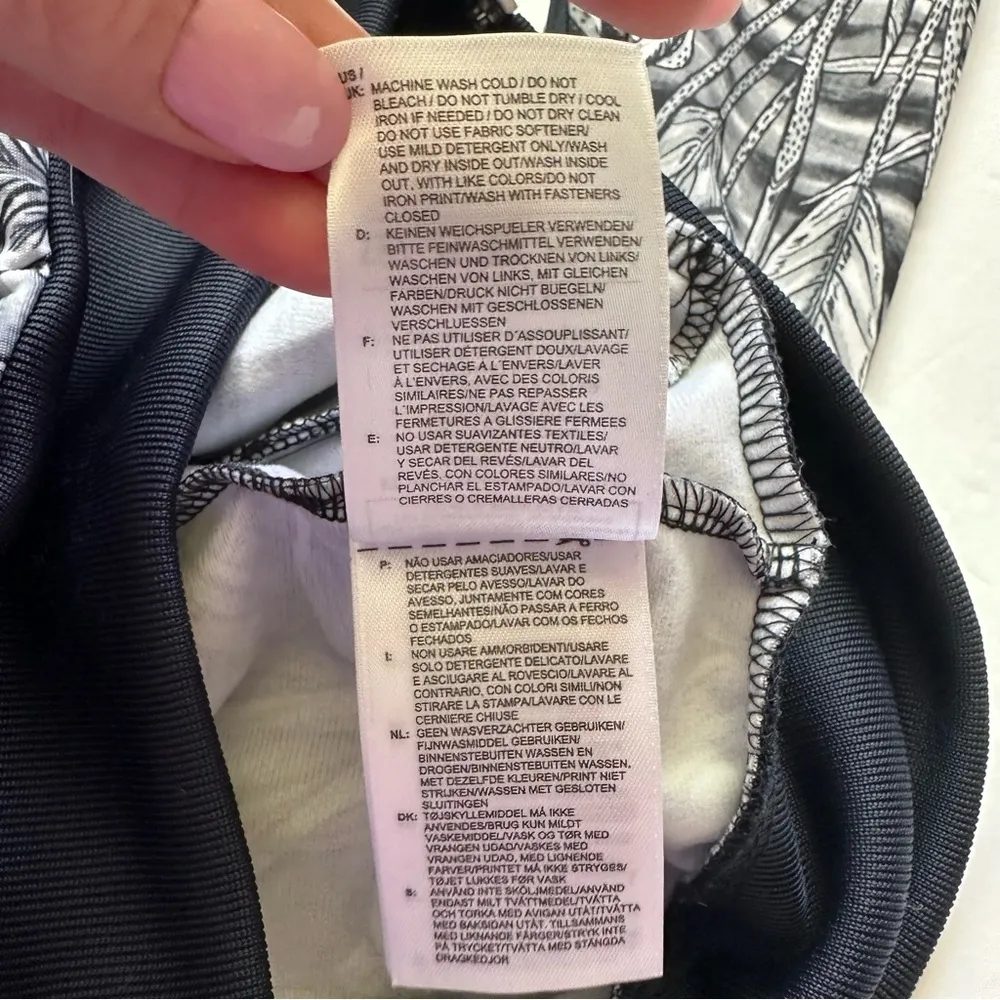 US /
UK: MACHINE WASH COLD / DO NOT
BLEACH / DO NOT TUMBLE DRY / COOL
IRON IF NEEDED / DO NOT DRY CLEAN
DO NOT USE FABRIC SOFTENER/
USE MILD DETERGENT ONLY/WASH
AND DRY INSIDE OUT/WASH INSIDE
OUT, WITH LIKE COLORS/DO NOT
IRON PRINT/WASH WITH FASTENERS
CLOSED
D: KEINEN WEICHSPUELER VERWENDEN/
BITTE FEINWASCHMITTEL VERWENDEN/
WASCHEN UND TROCKNEN VON LINKS/
WASCHEN VON LINKS, MIT GLEICHEN
FARBEN/DRUCK NICHT BUEGELN/
WASCHEN MIT GESCHLOSSENEN
VERSCHLUESSEN
F: NE PAS UTILISER D´ASSOUPLISSANT/
UTILISER DÉTERGENT DOUX/LAVAGE
ET SECHAGE A L´ENVERS/LAVER
À L'ENVERS, AVEC DES COLORIS
SIMILAIRES/NE PAS REPASSER
L´IMPRESSION/LAVAGE AVEC LES
FERMETURES A GLISSIERE FERMEES
E: NO USAR SUAVIZANTES TEXTILES/
USAR DETERGENTE NEUTRO/LAVAR
Y SECAR DEL REVÉS/LAVAR DEL
REVÉS, CON COLORES SIMILARES/NO
PLANCHAR EL ESTAMPADO/LAVAR CON
CIERRES O CREMALLERAS CERRADAS
P: NÃO USAR AMACIADORES/USAR
DETERGENTES SUAVES/LAVAR E
SECAR PELO AVESSO/LAVAR DO
AVESSO, JUNTAMENTE COM CORES
SEMELHANTES/NÃO PASSAR A FERRO
O ESTAMPADO/LAVAR COM OS FECHOS
FECHADOS
I: NON USARE AMMORBIDENTI/USARE
SOLO DETERGENTE DELICATO/LAVARE
E ASCIUGARE AL ROVESCIO/LAVARE AL
CONTRARIO, CON COLORI SIMILI/NON
STIRARE LA STAMPA/LAVARE CON LE
CERNIERE CHIUSE
NL: GEEN WASVERZACHTER GEBRUIKEN/
FIJNWASMIDDEL GEBRUIKEN/
BINNENSTEBUITEN WASSEN EN
DROGEN/BINNENSTEBUITEN WASSEN,
MET DEZELFDE KLEUREN/PRINT NIET
STRIJKEN/WASSEN MET GESLOTEN
SLUITINGEN
DK: TØJSKYLLEMIDDEL MÅ IKKE
ANVENDES/BRUG KUN MILDT
VASKEMIDDEL/VASK OG TØR MED
VRANGEN UDAD/VASKES MED
VRANGEN UDAD, MED LIGNENDE
FARVER/PRINTET MÅ IKKE STRYGES/
TØJET LUKKES FØR VASK
S: ANVÄND INTE SKÖLJMEDEL/ANVÄND
ENDAST MILT TVÄTTMEDEL/TVÄTTA
OCH TORKA MED AVIGAN UTÅT/TVÄTTA
MED BAKSIDAN UTÅT, TILLSAMMANS
MED LIKNANDE FÄRGER/STRYK INTE
PÅ TRYCKET/TVÄTTA MED STÄNGDA
DRAGKEDJOR